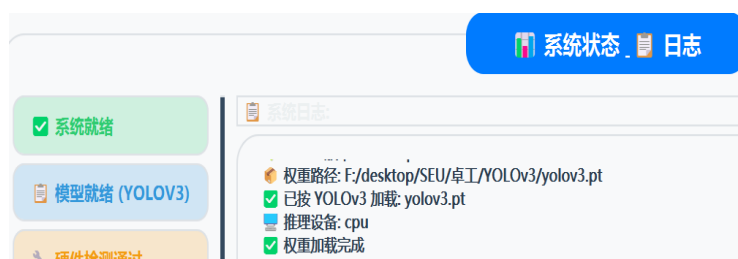 系统状态 _ 日志
系统就绪
模型就绪 (YOLOV3)
系统日志:
权重路径: F:/desktop/SEU/卓工/YOLOv3/yolov3.pt
已按 YOLOv3 加载: yolov3.pt
推理设备: cpu
权重加载完成